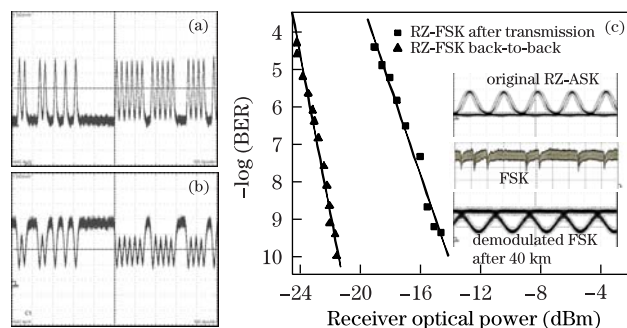 (a)
(b)
(c)
RZ-FSK after transmission
RZ-FSK back-to-back
original RZ-ASK
FSK
demodulated FSK
after 40 km
–log (BER)
4
5
6
7
8
9
10
−24 −20 −16 −12 −8 −4
Receiver optical power (dBm)